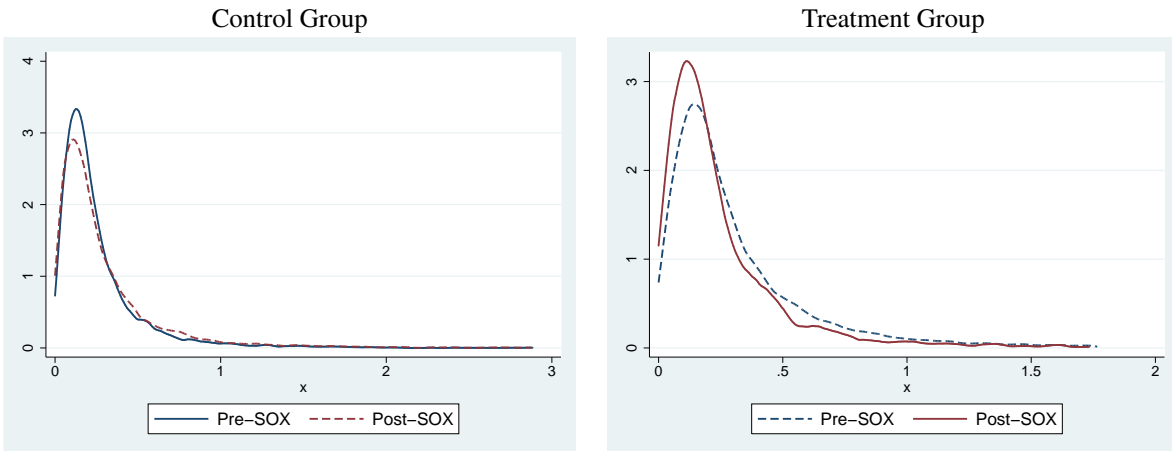 Control Group
4
3
2
1
0
0 1 2 3
x
Pre–SOX Post–SOX
Treatment Group
3
2
1
0
0 .5 1 1.5 2
x
Pre–SOX Post–SOX